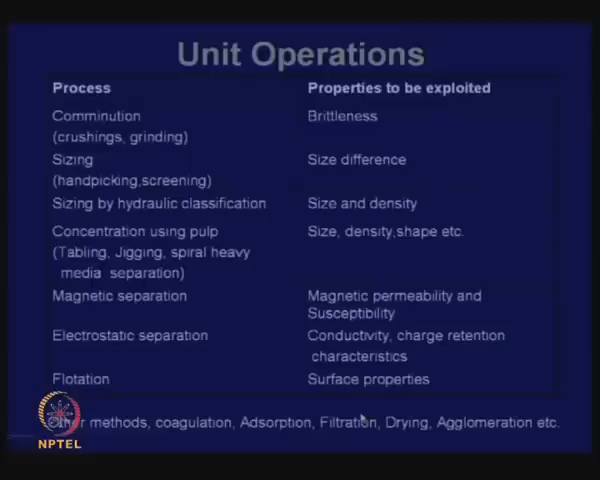 Unit Operations
Process Properties to be exploited
Comminution Brittleness
(crushings, grinding)
Sizing Size difference
(handpicking,screening)
Sizing by hydraulic classification Size and density
Concentration using pulp Size, density,shape etc.
(Tabling, Jigging, spiral heavy
media separation)
Magnetic separation Magnetic permeability and
Susceptibility
Electrostatic separation Conductivity, charge retention
characteristics
Flotation Surface properties
Other methods, coagulation, Adsorption, Filtration, Drying, Agglomeration etc.
NPTEL